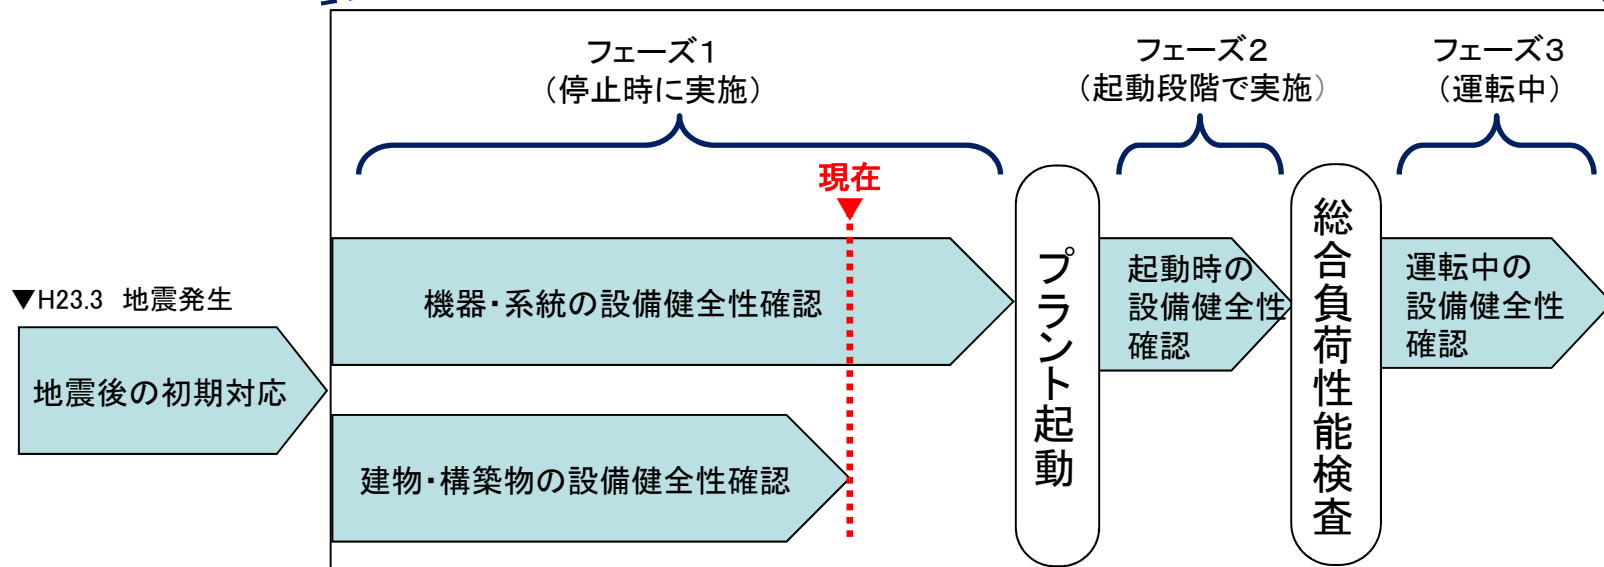 フェーズ1
（停止時に実施）
フェーズ2
（起動段階で実施）
フェーズ3
（運転中）
現在
▼H23.3 地震発生
地震後の初期対応
機器・系統の設備健全性確認
建物・構築物の設備健全性確認
プラント起動
起動時の
設備健全性
確認
総合負荷性能検査
運転中の
設備健全性
確認